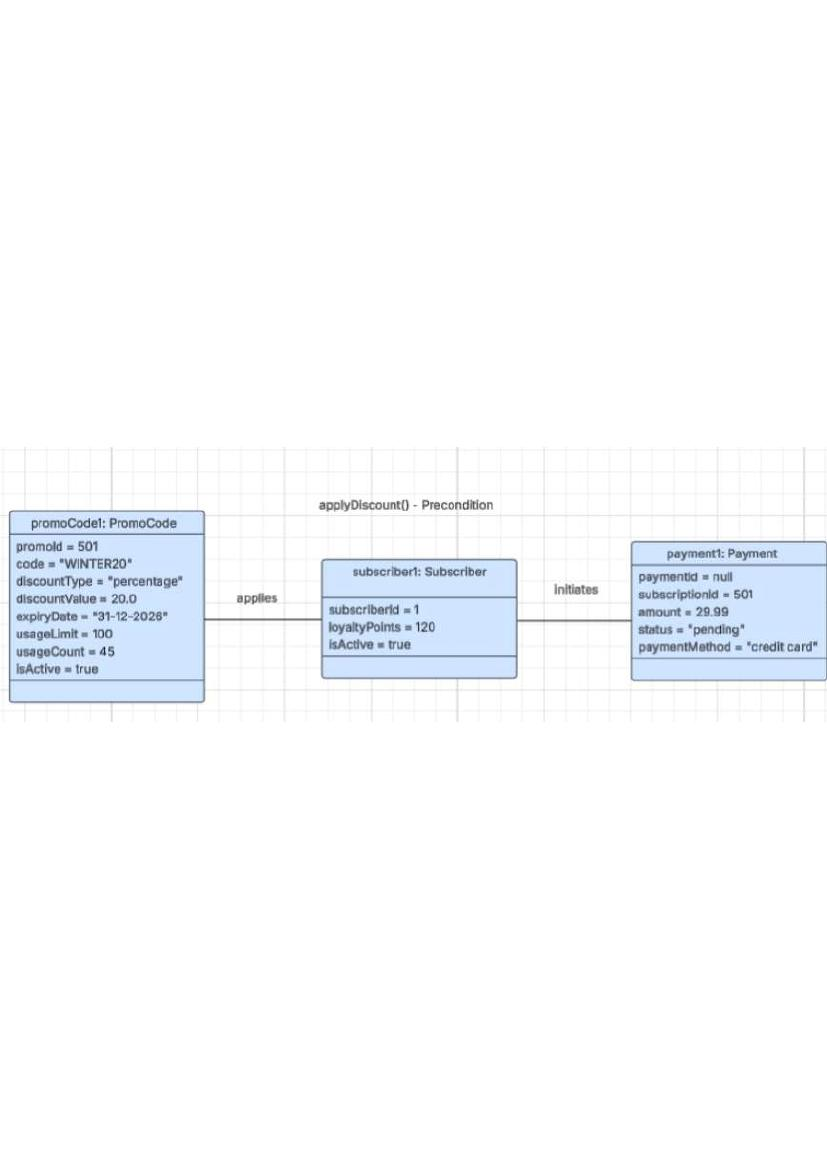 applyDiscount() - Precondition
promoCode1: PromoCode
promoId = 501
code = "WINTER20"
discountType = "percentage"
discountValue = 20.0
expiryDate = "31-12-2026"
usageLimit = 100
usageCount = 45
isActive = true
applies
subscriber1: Subscriber
subscriberId = 1
loyaltyPoints = 120
isActive = true
initiates
payment1: Payment
paymentId = null
subscriptionId = 501
amount = 29.99
status = "pending"
paymentMethod = "credit card"